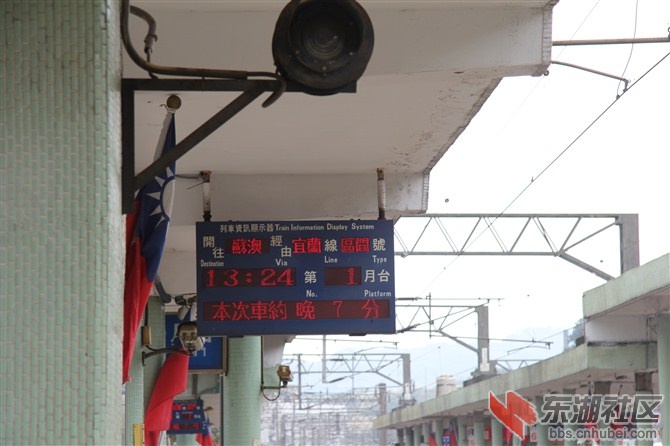 列車資訊顯示器 Train Information Display System
開往 蘇澳 經由 宜蘭 線 區間 號
Destination Via Line Type
13:24 第 1 月台
No. Platform
本次車約 晚 7 分
東湖社区
bbs.cnhubei.com